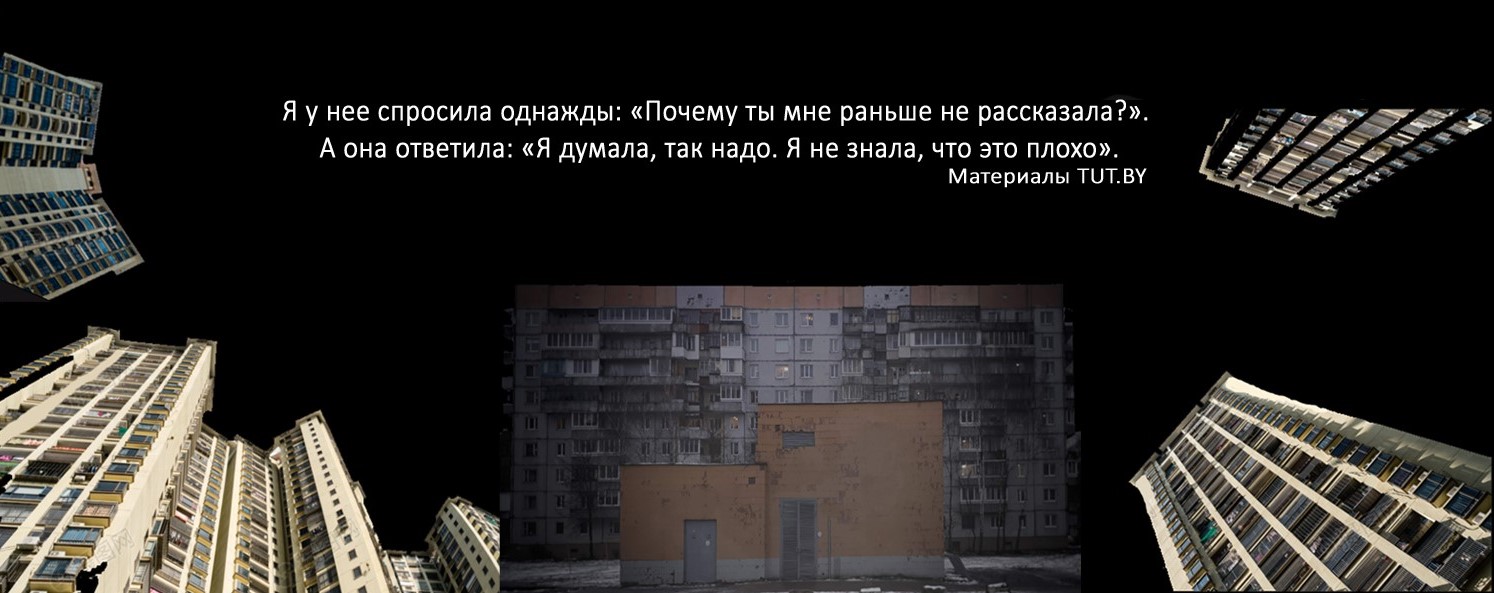 Я у нее спросила однажды: «Почему ты мне раньше не рассказала?».
А она ответила: «Я думала, так надо. Я не знала, что это плохо».
Материалы TUT.BY